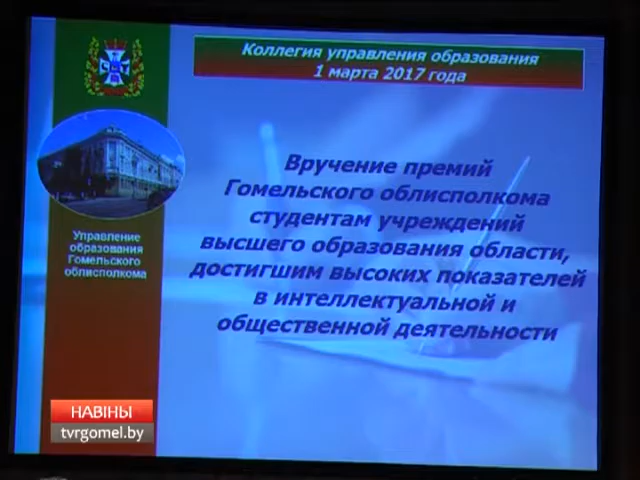 Коллегия управления образования
1 марта 2017 года
Вручение премий
Гомельского облисполкома
студентам учреждений
высшего образования области,
достигшим высоких показателей
в интеллектуальной и
общественной деятельности
Управление
образования
Гомельского
облисполкома
НАВІНЫ
tvrgomel.by